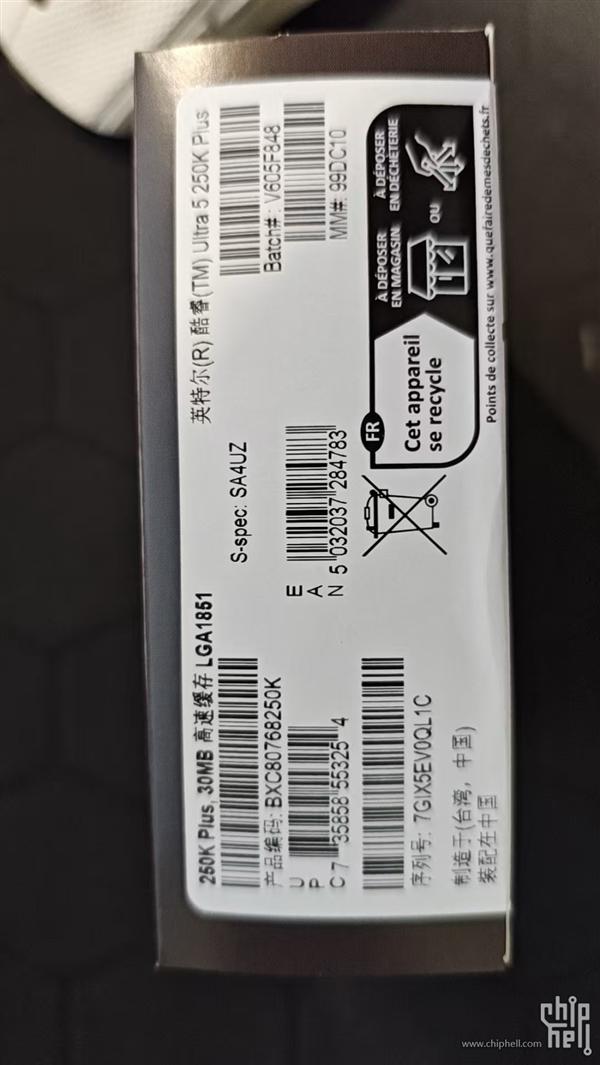 英特尔(R) 酷睿(TM) Ultra 5 250K Plus
250K Plus, 30MB 高速缓存 LGA1851
产品编码: BXC80768250K
S-spec: SA4UZ
Batch#: V605F848
UPC 7 35858 55325 4
EAN 5 032037 284783
MM#: 99DC10
序列号: 7GIX5EV0QL1C
制造于(台湾, 中国)
装配在中国
FR
Cet appareil
se recycle
À DÉPOSER
EN MAGASIN
OU
À DÉPOSER
EN DÉCHÈTERIE
Points de collecte sur www.quefairedemesdechets.fr
chip
hell
www.chiphell.com